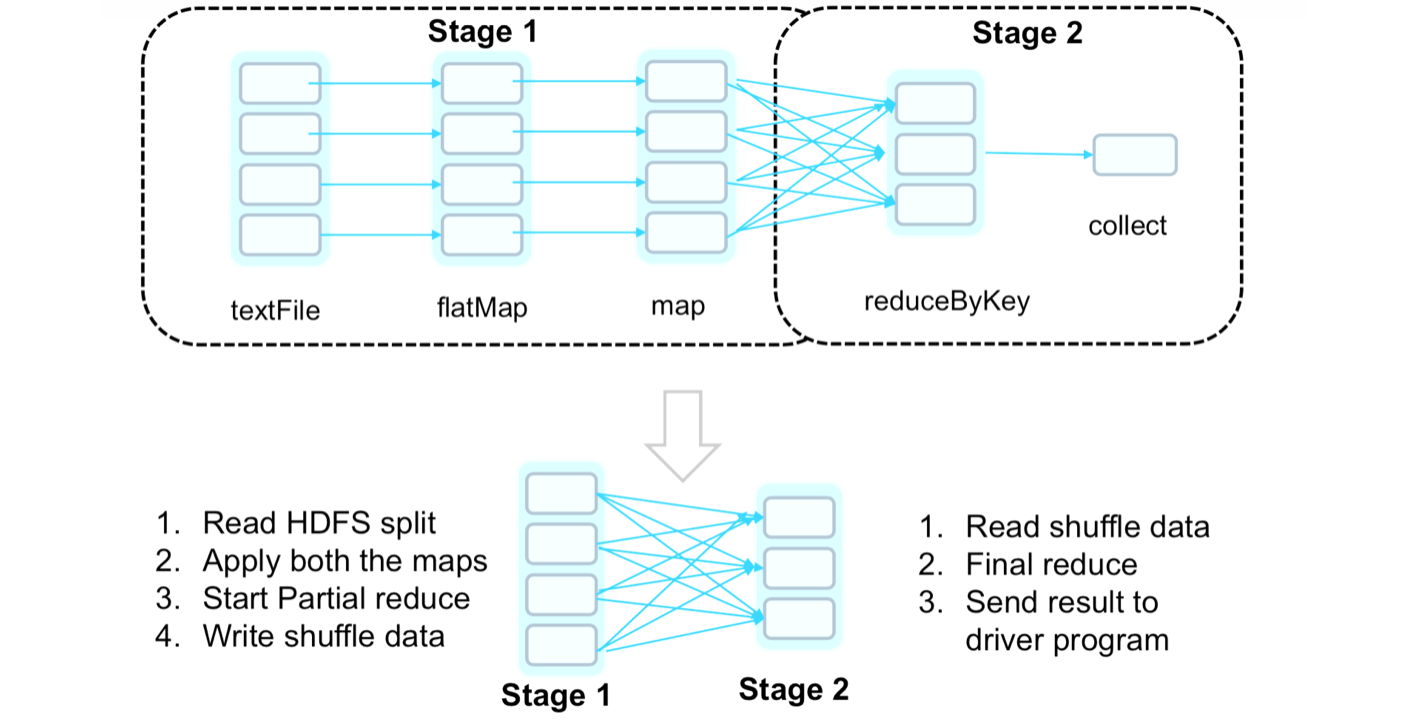 Stage 1
Stage 2
textFile
flatMap
map
reduceByKey
collect
1. Read HDFS split
2. Apply both the maps
3. Start Partial reduce
4. Write shuffle data
Stage 1
Stage 2
1. Read shuffle data
2. Final reduce
3. Send result to
driver program